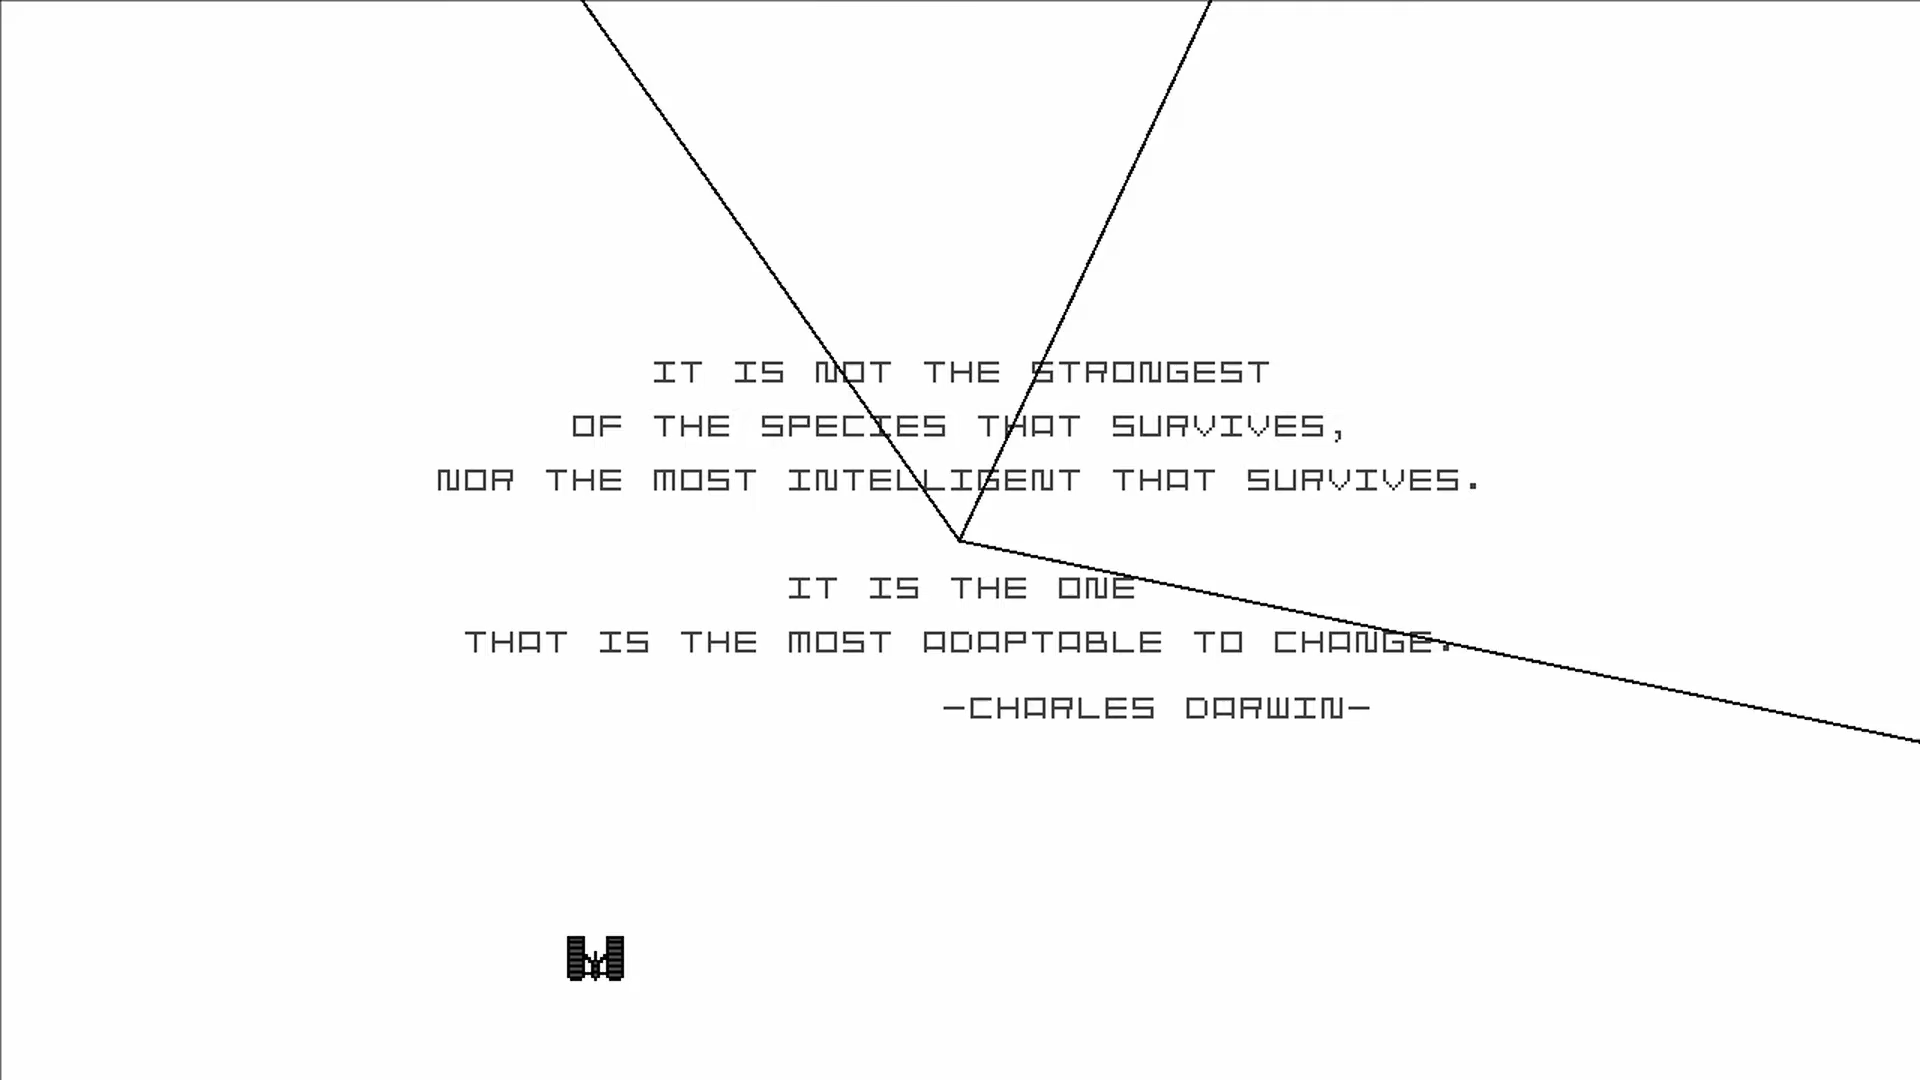 IT IS NOT THE STRONGEST
OF THE SPECIES THAT SURVIVES,
NOR THE MOST INTELLIGENT THAT SURVIVES.
IT IS THE ONE
THAT IS THE MOST ADAPTABLE TO CHANGE.
-CHARLES DARWIN-